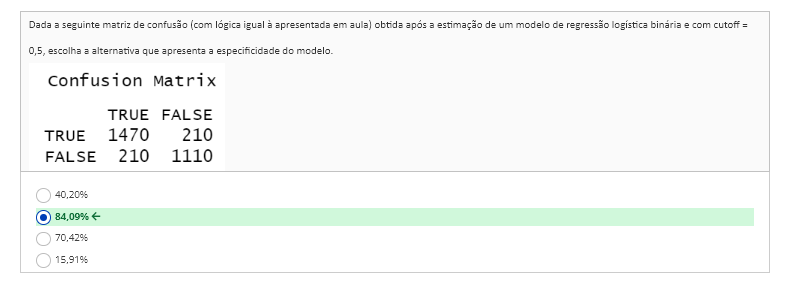 Dada a seguinte matriz de confusão (com lógica igual à apresentada em aula) obtida após a estimação de um modelo de regressão logística binária e com cutoff =
0,5, escolha a alternativa que apresenta a especificidade do modelo.
Confusion Matrix
TRUE FALSE
TRUE 1470 210
FALSE 210 1110
40,20%
84,09% ←
70,42%
15,91%